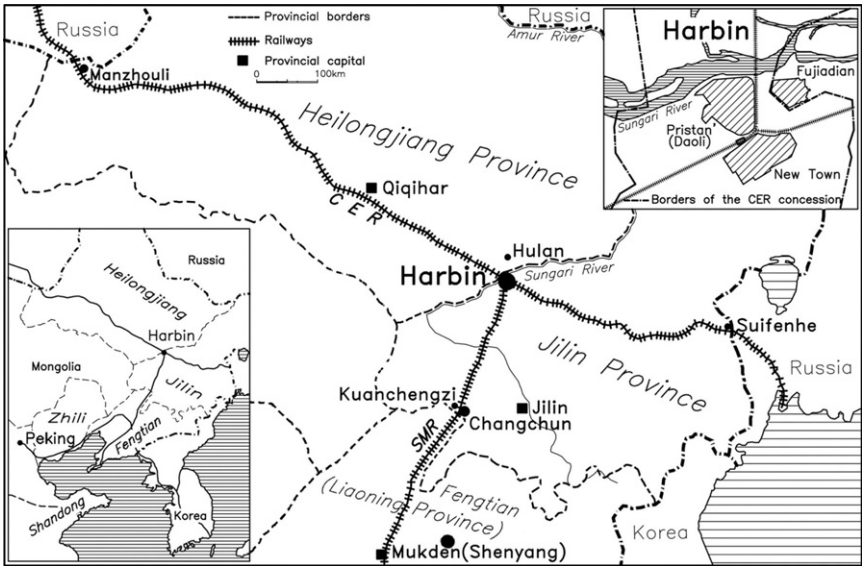 Russia
Manzhouli
Provincial borders
Railways
Provincial capital
0
100km
Russia
Amur River
Heilongjiang Province
Qiqihar
CER
Hulan
Harbin
Sungari River
Suifenhe
Jilin Province
Russia
Kuanchengzi
Changchun
Jilin
SMR
Fengtian
(Liaoning Province)
Mukden(Shenyang)
Korea
Harbin
Fujiadian
Sungari River
Pristan'
(Daoli)
New Town
Borders of the CER concession
Russia
Heilongjiang
Harbin
Mongolia
Jilin
Zhili
Peking
Fengtian
Shandong
Korea